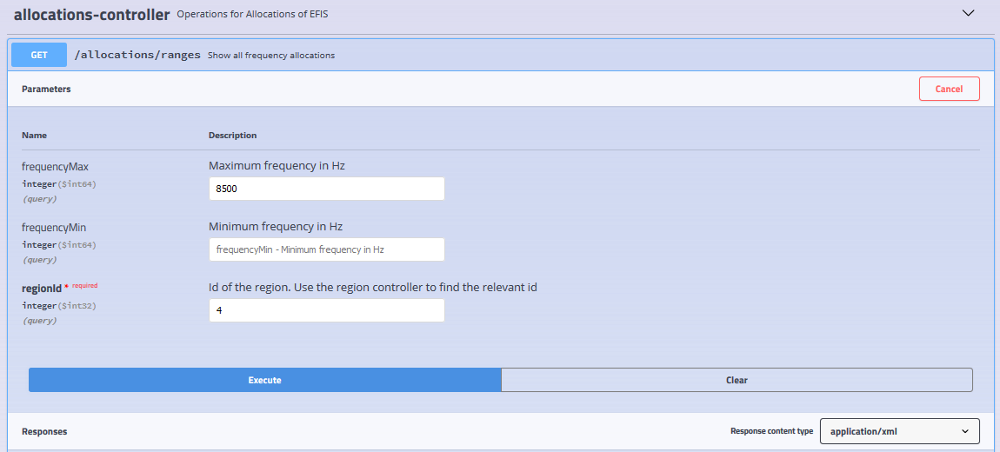 allocations-controller Operations for Allocations of EFIS
GET /allocations/ranges Show all frequency allocations
Parameters Cancel
Name Description
frequencyMax Maximum frequency in Hz
integer($int64) 8500
(query)
frequencyMin Minimum frequency in Hz
integer($int64) frequencyMin - Minimum frequency in Hz
(query)
regionId * required Id of the region. Use the region controller to find the relevant id
integer($int32) 4
(query)
Execute Clear
Responses Response content type application/xml